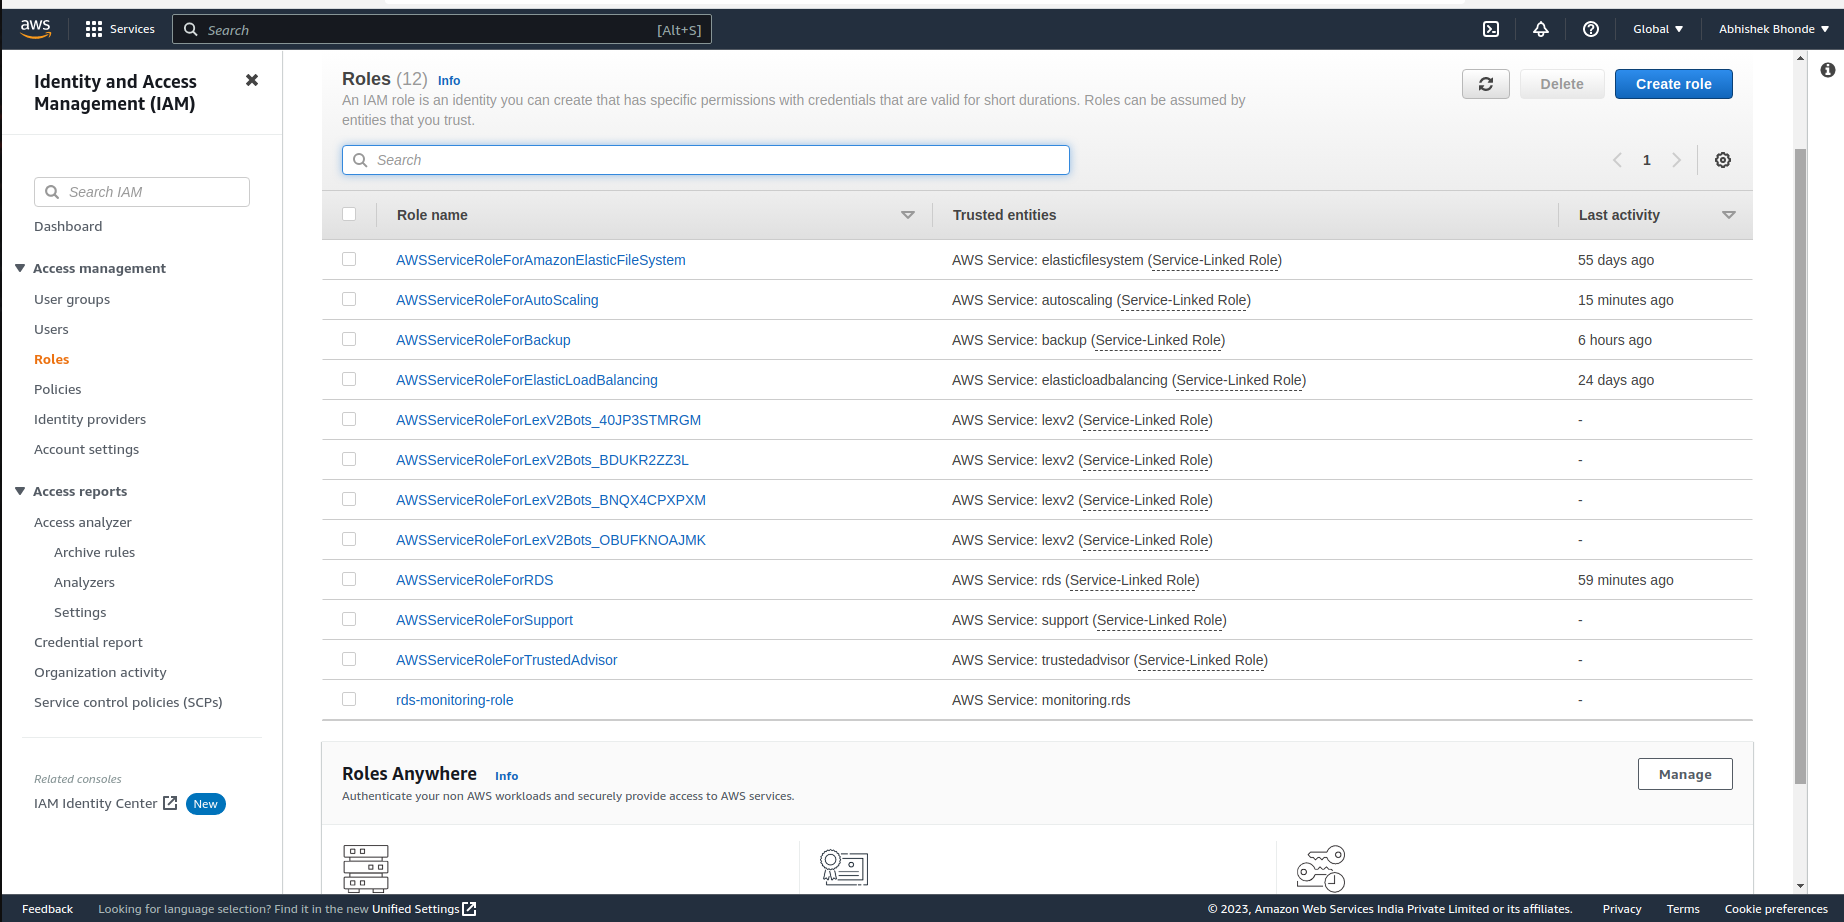 aws
Services
Search
[Alt+S]
Global
Abhishek Bhonde
Identity and Access
Management (IAM)
Search IAM
Dashboard
Access management
User groups
Users
Roles
Policies
Identity providers
Account settings
Access reports
Access analyzer
Archive rules
Analyzers
Settings
Credential report
Organization activity
Service control policies (SCPs)
Related consoles
IAM Identity Center New
Roles (12) Info
An IAM role is an identity you can create that has specific permissions with credentials that are valid for short durations. Roles can be assumed by
entities that you trust.
Delete
Create role
Search
1
Role name Trusted entities Last activity
AWSServiceRoleForAmazonElasticFileSystem AWS Service: elasticfilesystem (Service-Linked Role) 55 days ago
AWSServiceRoleForAutoScaling AWS Service: autoscaling (Service-Linked Role) 15 minutes ago
AWSServiceRoleForBackup AWS Service: backup (Service-Linked Role) 6 hours ago
AWSServiceRoleForElasticLoadBalancing AWS Service: elasticloadbalancing (Service-Linked Role) 24 days ago
AWSServiceRoleForLexV2Bots_40JP3STMRGM AWS Service: lexv2 (Service-Linked Role) -
AWSServiceRoleForLexV2Bots_BDUKR2ZZ3L AWS Service: lexv2 (Service-Linked Role) -
AWSServiceRoleForLexV2Bots_BNQX4CPXPXM AWS Service: lexv2 (Service-Linked Role) -
AWSServiceRoleForLexV2Bots_OBUFKNOAJMK AWS Service: lexv2 (Service-Linked Role) -
AWSServiceRoleForRDS AWS Service: rds (Service-Linked Role) 59 minutes ago
AWSServiceRoleForSupport AWS Service: support (Service-Linked Role) -
AWSServiceRoleForTrustedAdvisor AWS Service: trustedadvisor (Service-Linked Role) -
rds-monitoring-role AWS Service: monitoring.rds -
Roles Anywhere Info
Authenticate your non AWS workloads and securely provide access to AWS services.
Manage
Feedback
Looking for language selection? Find it in the new Unified Settings
© 2023, Amazon Web Services India Private Limited or its affiliates.
Privacy
Terms
Cookie preferences